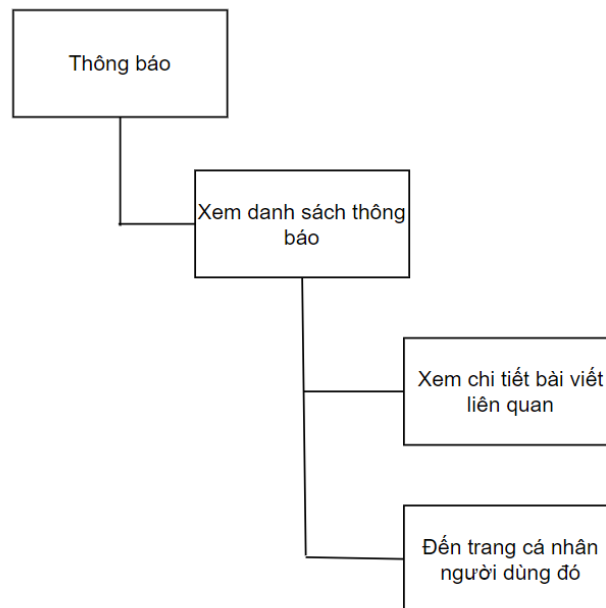 Thông báo
Xem danh sách thông
báo
Xem chi tiết bài viết
liên quan
Đến trang cá nhân
người dùng đó